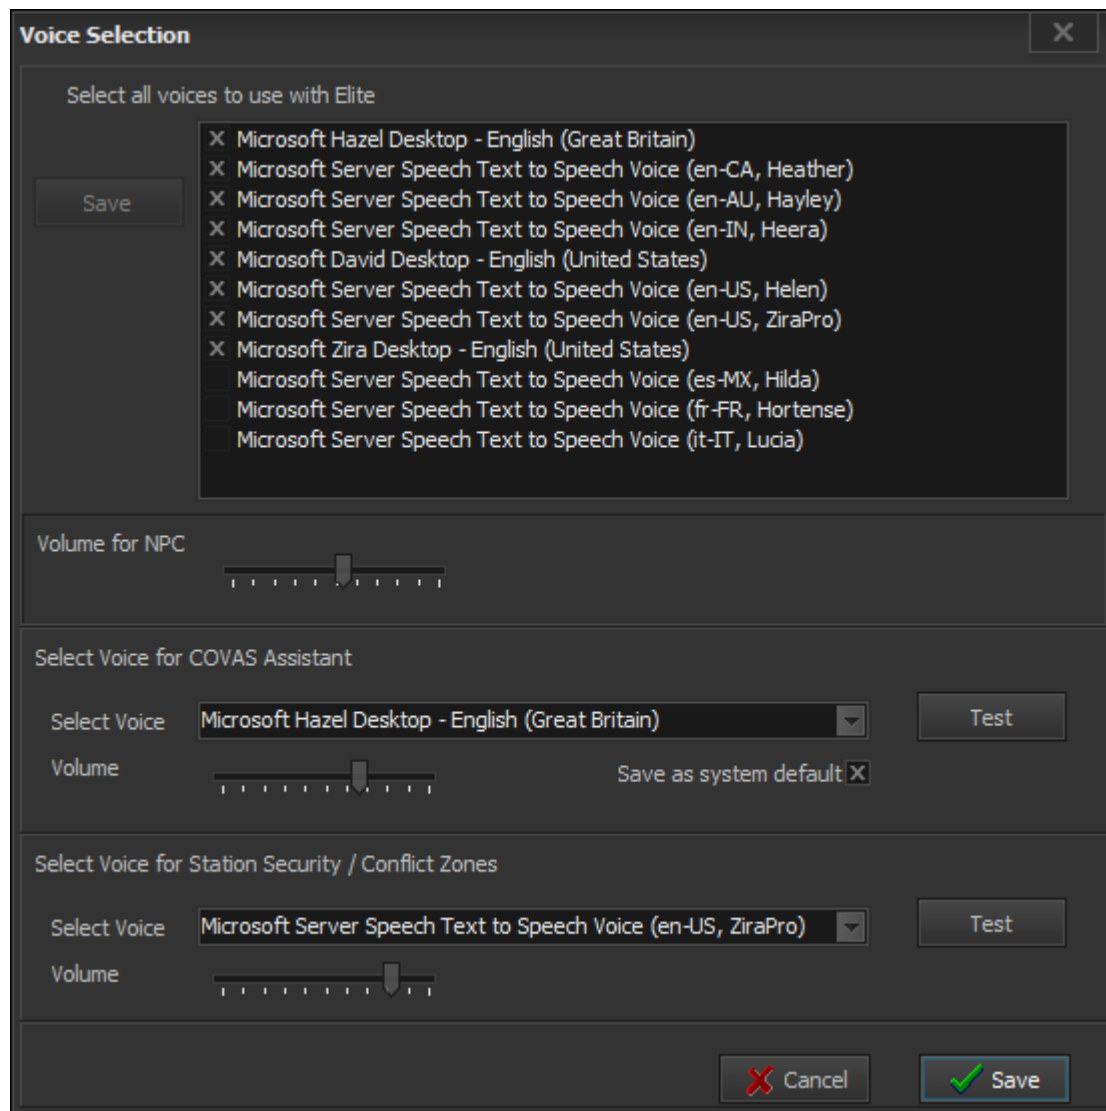 Voice Selection
Select all voices to use with Elite
Save
X Microsoft Hazel Desktop - English (Great Britain)
X Microsoft Server Speech Text to Speech Voice (en-CA, Heather)
X Microsoft Server Speech Text to Speech Voice (en-AU, Hayley)
X Microsoft Server Speech Text to Speech Voice (en-IN, Heera)
X Microsoft David Desktop - English (United States)
X Microsoft Server Speech Text to Speech Voice (en-US, Helen)
X Microsoft Server Speech Text to Speech Voice (en-US, ZiraPro)
X Microsoft Zira Desktop - English (United States)
Microsoft Server Speech Text to Speech Voice (es-MX, Hilda)
Microsoft Server Speech Text to Speech Voice (fr-FR, Hortense)
Microsoft Server Speech Text to Speech Voice (it-IT, Lucia)
Volume for NPC
Select Voice for COVAS Assistant
Select Voice Microsoft Hazel Desktop - English (Great Britain) Test
Volume Save as system default X
Select Voice for Station Security / Conflict Zones
Select Voice Microsoft Server Speech Text to Speech Voice (en-US, ZiraPro) Test
Volume
Cancel Save